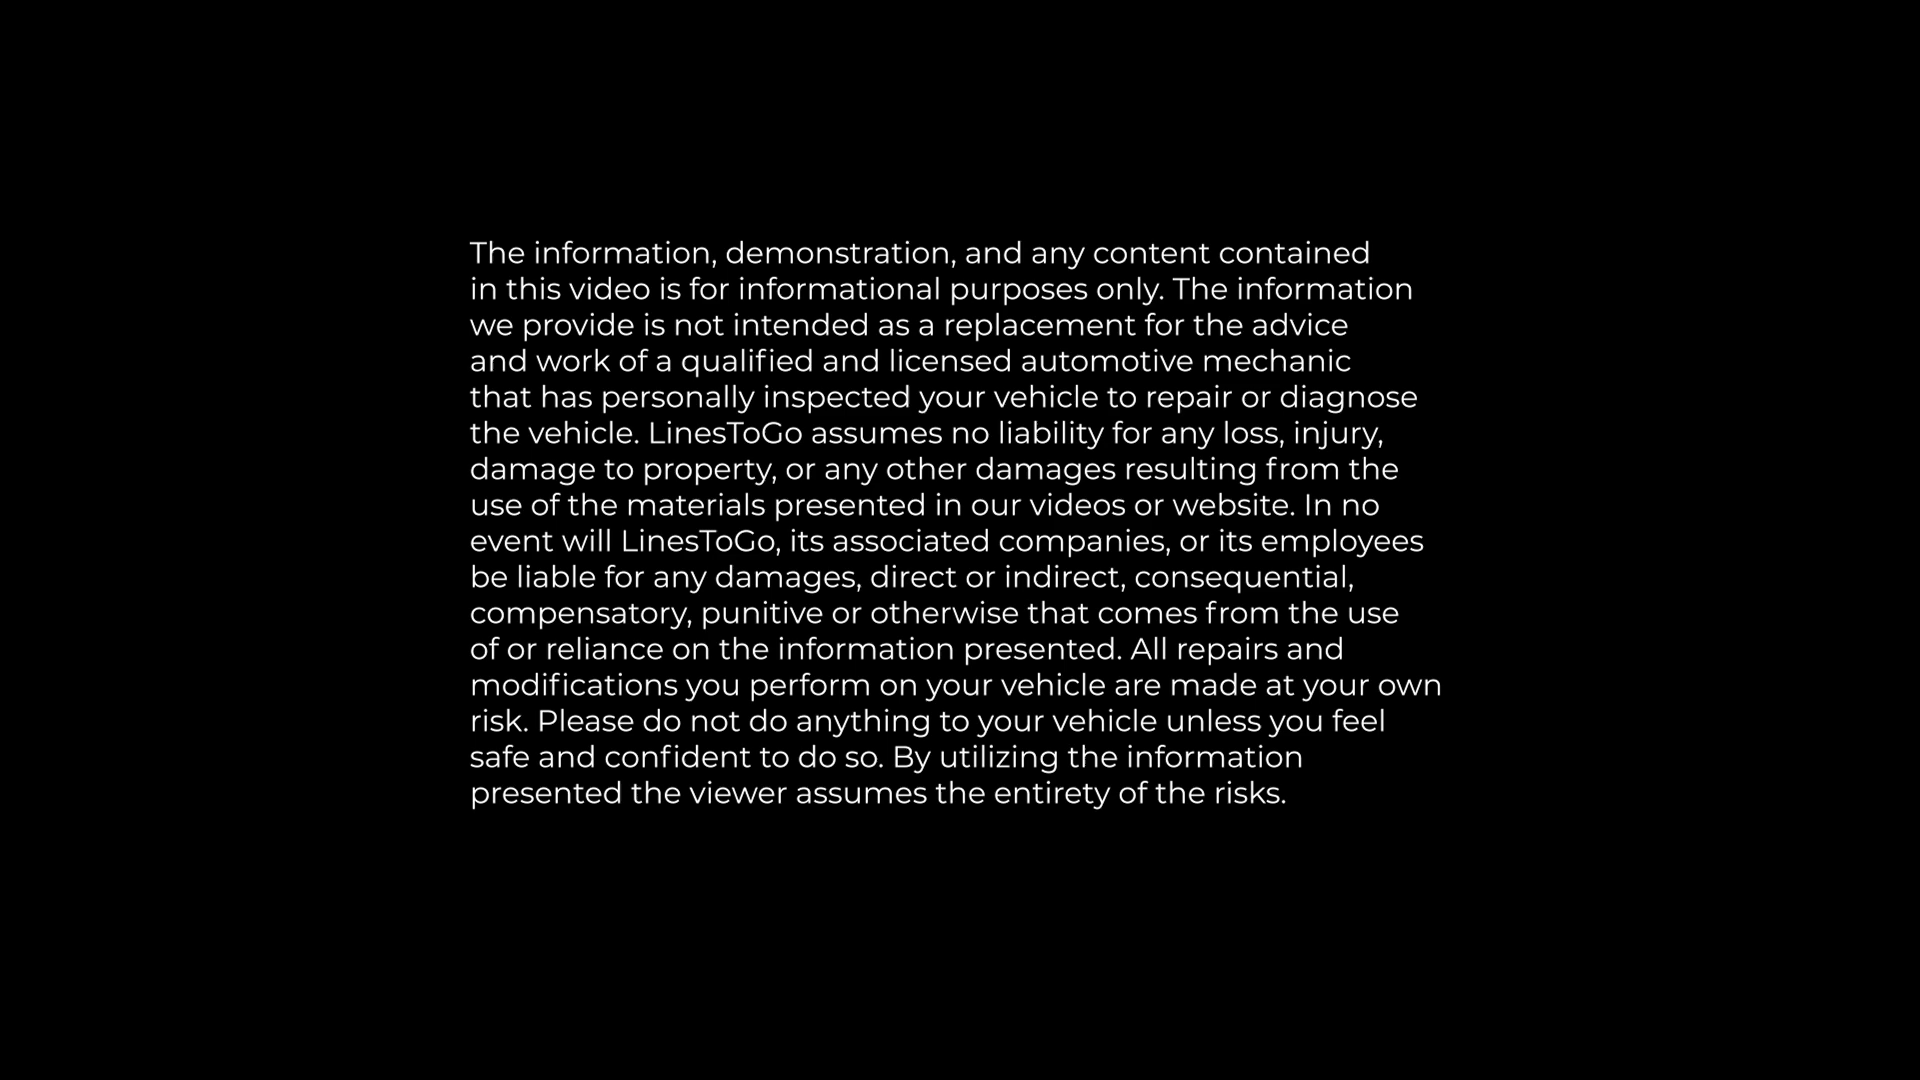 The information, demonstration, and any content contained
in this video is for informational purposes only. The information
we provide is not intended as a replacement for the advice
and work of a qualified and licensed automotive mechanic
that has personally inspected your vehicle to repair or diagnose
the vehicle. LinesToGo assumes no liability for any loss, injury,
damage to property, or any other damages resulting from the
use of the materials presented in our videos or website. In no
event will LinesToGo, its associated companies, or its employees
be liable for any damages, direct or indirect, consequential,
compensatory, punitive or otherwise that comes from the use
of or reliance on the information presented. All repairs and
modifications you perform on your vehicle are made at your own
risk. Please do not do anything to your vehicle unless you feel
safe and confident to do so. By utilizing the information
presented the viewer assumes the entirety of the risks.